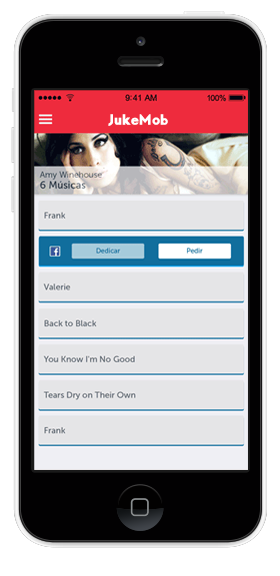 9:41 AM 100%
JukeMob
Amy Winehouse
6 Músicas
Frank
Dedicar Pedir
Valerie
Back to Black
You Know I'm No Good
Tears Dry on Their Own
Frank